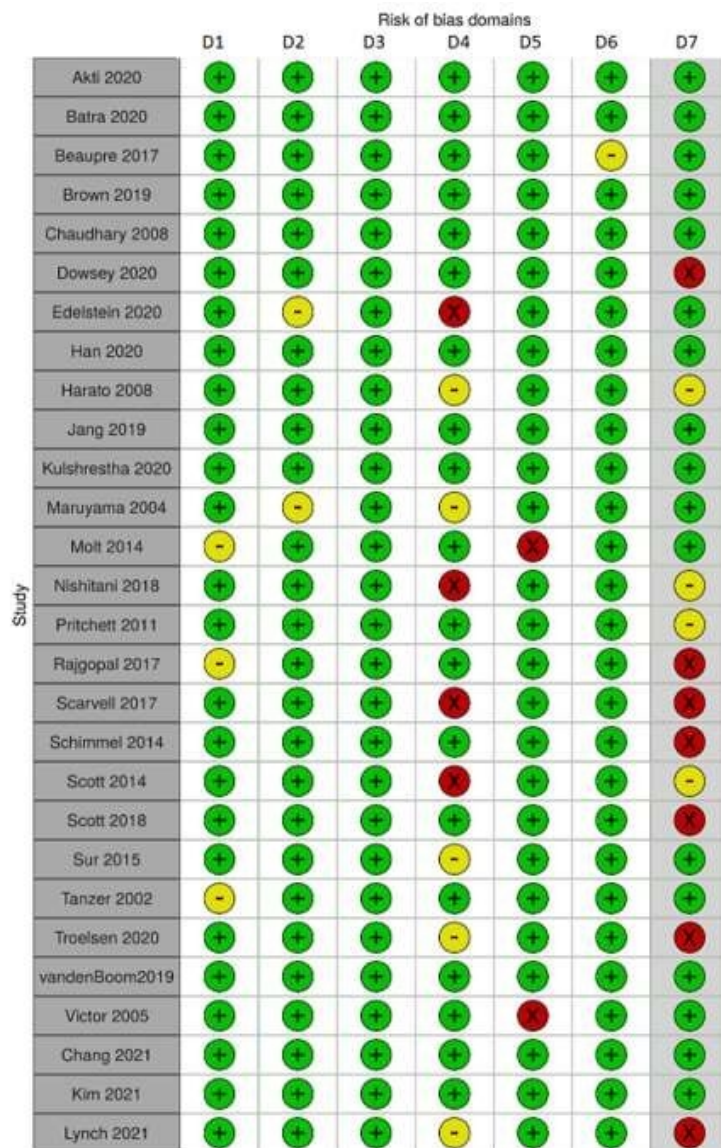 Risk of bias domains
D1 D2 D3 D4 D5 D6 D7
Study
Akti 2020 + + + + + + +
Batra 2020 + + + + + + +
Beaupre 2017 + + + + + - +
Brown 2019 + + + + + + +
Chaudhary 2008 + + + + + + +
Dowsey 2020 + + + + + + X
Edelstein 2020 + - + X + + +
Han 2020 + + + + + + +
Harato 2008 + + + - + + -
Jang 2019 + + + + + + +
Kulshrestha 2020 + + + + + + +
Maruyama 2004 + - + - + + +
Molt 2014 - + + + X + +
Nishitani 2018 + + + X + + -
Pritchett 2011 + + + + + + -
Rajgopal 2017 - + + + + + X
Scarvell 2017 + + + X + + X
Schimmel 2014 + + + + + + X
Scott 2014 + + + X + + -
Scott 2018 + + + + + + X
Sur 2015 + + + - + + +
Tanzer 2002 - + + + + + +
Troelsen 2020 + + + - + + X
vandenBoom2019 + + + + + + +
Victor 2005 + + + + X + +
Chang 2021 + + + + + + +
Kim 2021 + + + + + + +
Lynch 2021 + + + - + + X